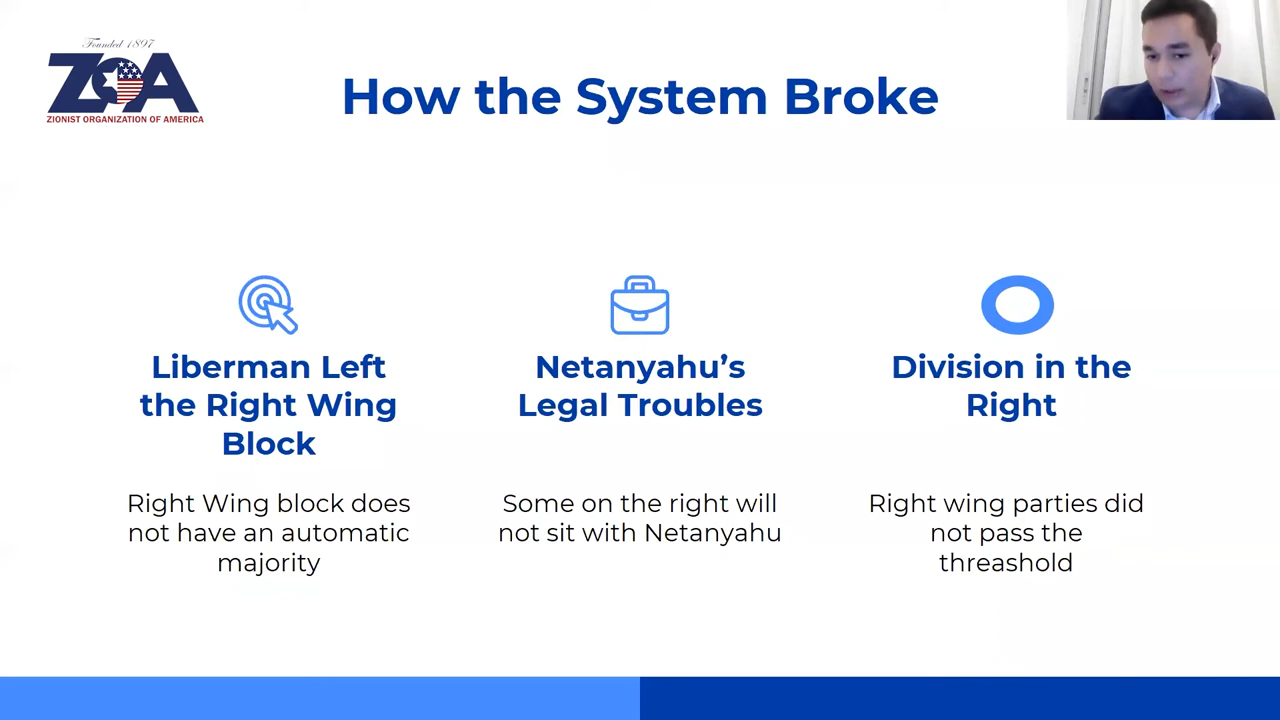 Founded 1897
ZOA
ZIONIST ORGANIZATION OF AMERICA
How the System Broke
Liberman Left
the Right Wing
Block
Right Wing block does
not have an automatic
majority
Netanyahu’s
Legal Troubles
Some on the right will
not sit with Netanyahu
Division in the
Right
Right wing parties did
not pass the
threashold